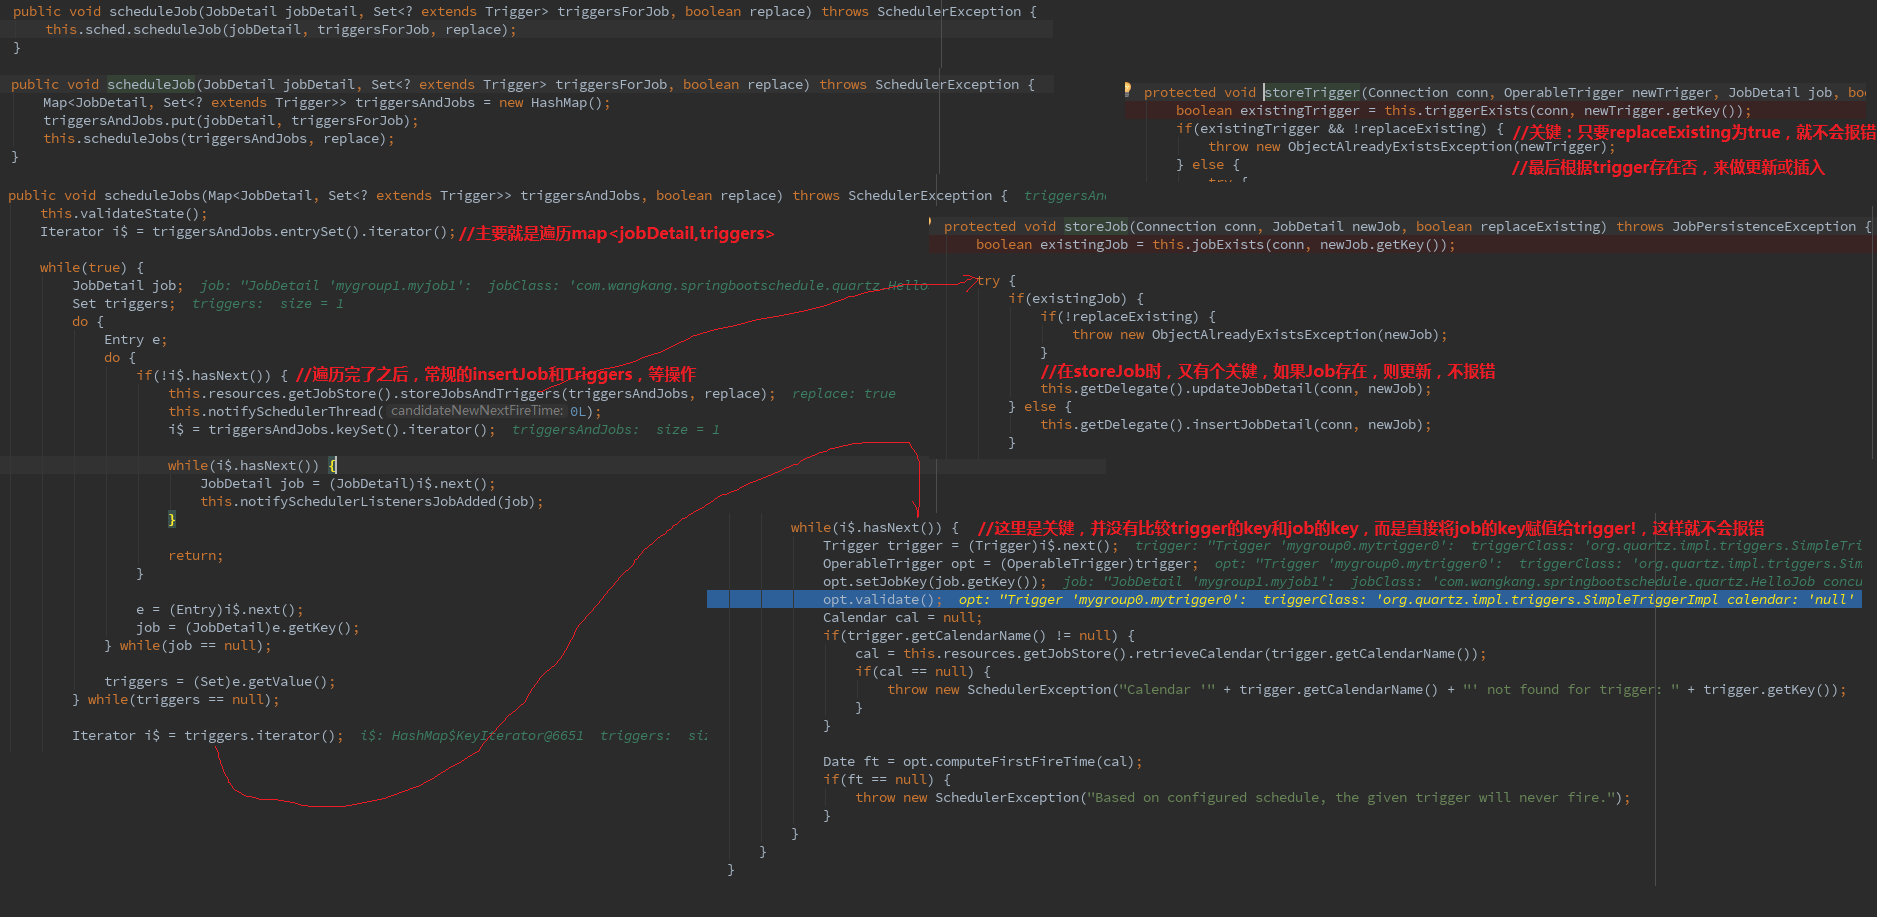 public void scheduleJob(JobDetail jobDetail, Set<? extends Trigger> triggersForJob, boolean replace) throws SchedulerException {
this.sched.scheduleJob(jobDetail, triggersForJob, replace);
}
public void scheduleJob(JobDetail jobDetail, Set<? extends Trigger> triggersForJob, boolean replace) throws SchedulerException {
Map<JobDetail, Set<? extends Trigger>> triggersAndJobs = new HashMap();
triggersAndJobs.put(jobDetail, triggersForJob);
this.scheduleJobs(triggersAndJobs, replace);
}
public void scheduleJobs(Map<JobDetail, Set<? extends Trigger>> triggersAndJobs, boolean replace) throws SchedulerException { triggersAn
this.validateState();
Iterator i$ = triggersAndJobs.entrySet().iterator(); //主要就是遍历map<jobDetail,triggers>
while(true) {
JobDetail job; job: "JobDetail 'mygroup1.myjob1': jobClass: 'com.wangkang.springbootschedule.quartz.Hello
Set triggers; triggers: size = 1
do {
Entry e;
do {
if(!i$.hasNext()) { //遍历完了之后，常规的insertJob和Triggers，等操作
this.resources.getJobStore().storeJobsAndTriggers(triggersAndJobs, replace); replace: true
this.notifySchedulerThread( candidateNewNextFireTime: 0L);
i$ = triggersAndJobs.keySet().iterator(); triggersAndJobs: size = 1
while(i$.hasNext()) {
JobDetail job = (JobDetail)i$.next();
this.notifySchedulerListenersJobAdded(job);
}
return;
}
e = (Entry)i$.next();
job = (JobDetail)e.getKey();
} while(job == null);
triggers = (Set)e.getValue();
} while(triggers == null);
Iterator i$ = triggers.iterator(); i$: HashMap$KeyIterator@6651 triggers: si
protected void storeTrigger(Connection conn, OperableTrigger newTrigger, JobDetail job, bo
boolean existingTrigger = this.triggerExists(conn, newTrigger.getKey());
if(existingTrigger && !replaceExisting) { //关键：只要replaceExisting为true，就不会报错
throw new ObjectAlreadyExistsException(newTrigger);
} else { //最后根据trigger存在否，来做更新或插入
try {
protected void storeJob(Connection conn, JobDetail newJob, boolean replaceExisting) throws JobPersistenceException {
boolean existingJob = this.jobExists(conn, newJob.getKey());
try {
if(existingJob) {
if(!replaceExisting) {
throw new ObjectAlreadyExistsException(newJob);
}
//在storeJob时，又有个关键，如果Job存在，则更新，不报错
this.getDelegate().updateJobDetail(conn, newJob);
} else {
this.getDelegate().insertJobDetail(conn, newJob);
}
while(i$.hasNext()) { //这里是关键，并没有比较trigger的key和job的key，而是直接将job的key赋值给trigger!，这样就不会报错
Trigger trigger = (Trigger)i$.next(); trigger: "Trigger 'mygroup0.mytrigger0': triggerClass: 'org.quartz.impl.triggers.SimpleTri
OperableTrigger opt = (OperableTrigger)trigger; opt: "Trigger 'mygroup0.mytrigger0': triggerClass: 'org.quartz.impl.triggers.Sim
opt.setJobKey(job.getKey()); job: "JobDetail 'mygroup1.myjob1': jobClass: 'com.wangkang.springbootschedule.quartz.HelloJob concu
opt.validate(); opt: "Trigger 'mygroup0.mytrigger0': triggerClass: 'org.quartz.impl.triggers.SimpleTriggerImpl calendar: 'null'
Calendar cal = null;
if(trigger.getCalendarName() != null) {
cal = this.resources.getJobStore().retrieveCalendar(trigger.getCalendarName());
if(cal == null) {
throw new SchedulerException("Calendar '" + trigger.getCalendarName() + "' not found for trigger: " + trigger.getKey());
}
}
Date ft = opt.computeFirstFireTime(cal);
if(ft == null) {
throw new SchedulerException("Based on configured schedule, the given trigger will never fire.");
}
}
}
}